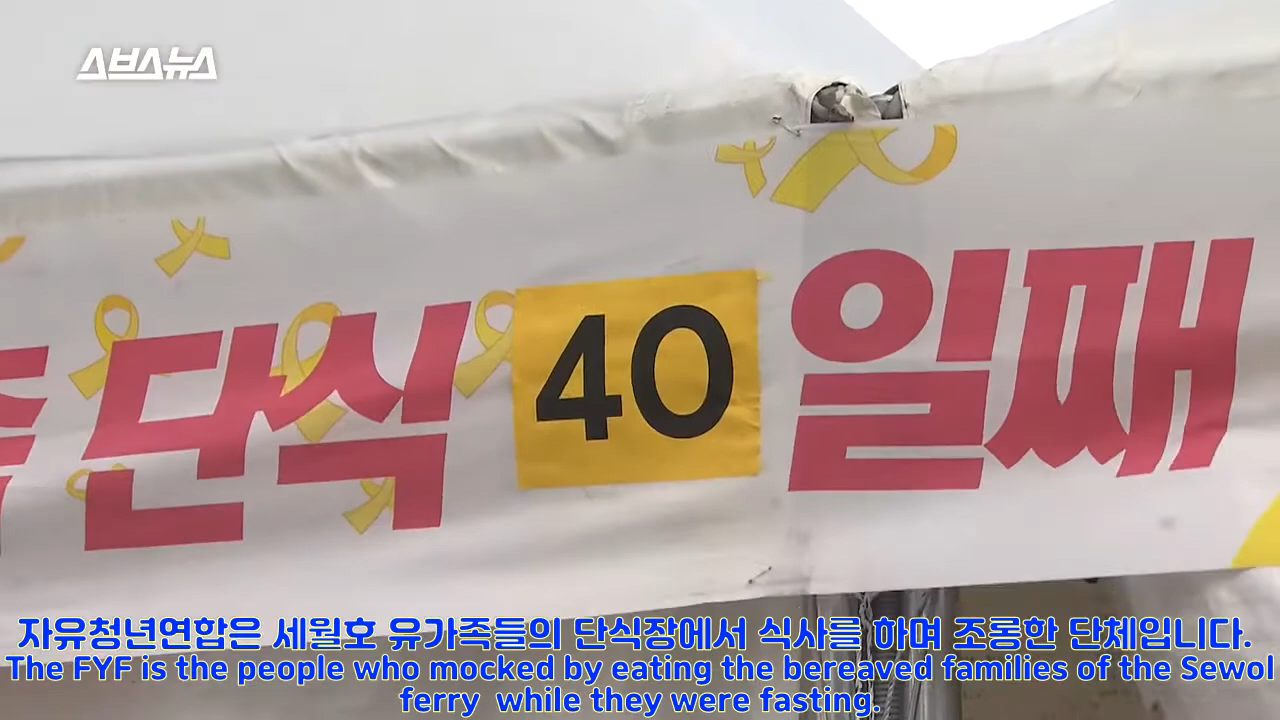 스브스뉴스
단식 40 일째
자유청년연합은 세월호 유가족들의 단식장에서 식사를 하며 조롱한 단체입니다.
The FYF is the people who mocked by eating the bereaved families of the Sewol
ferry while they were fasting.